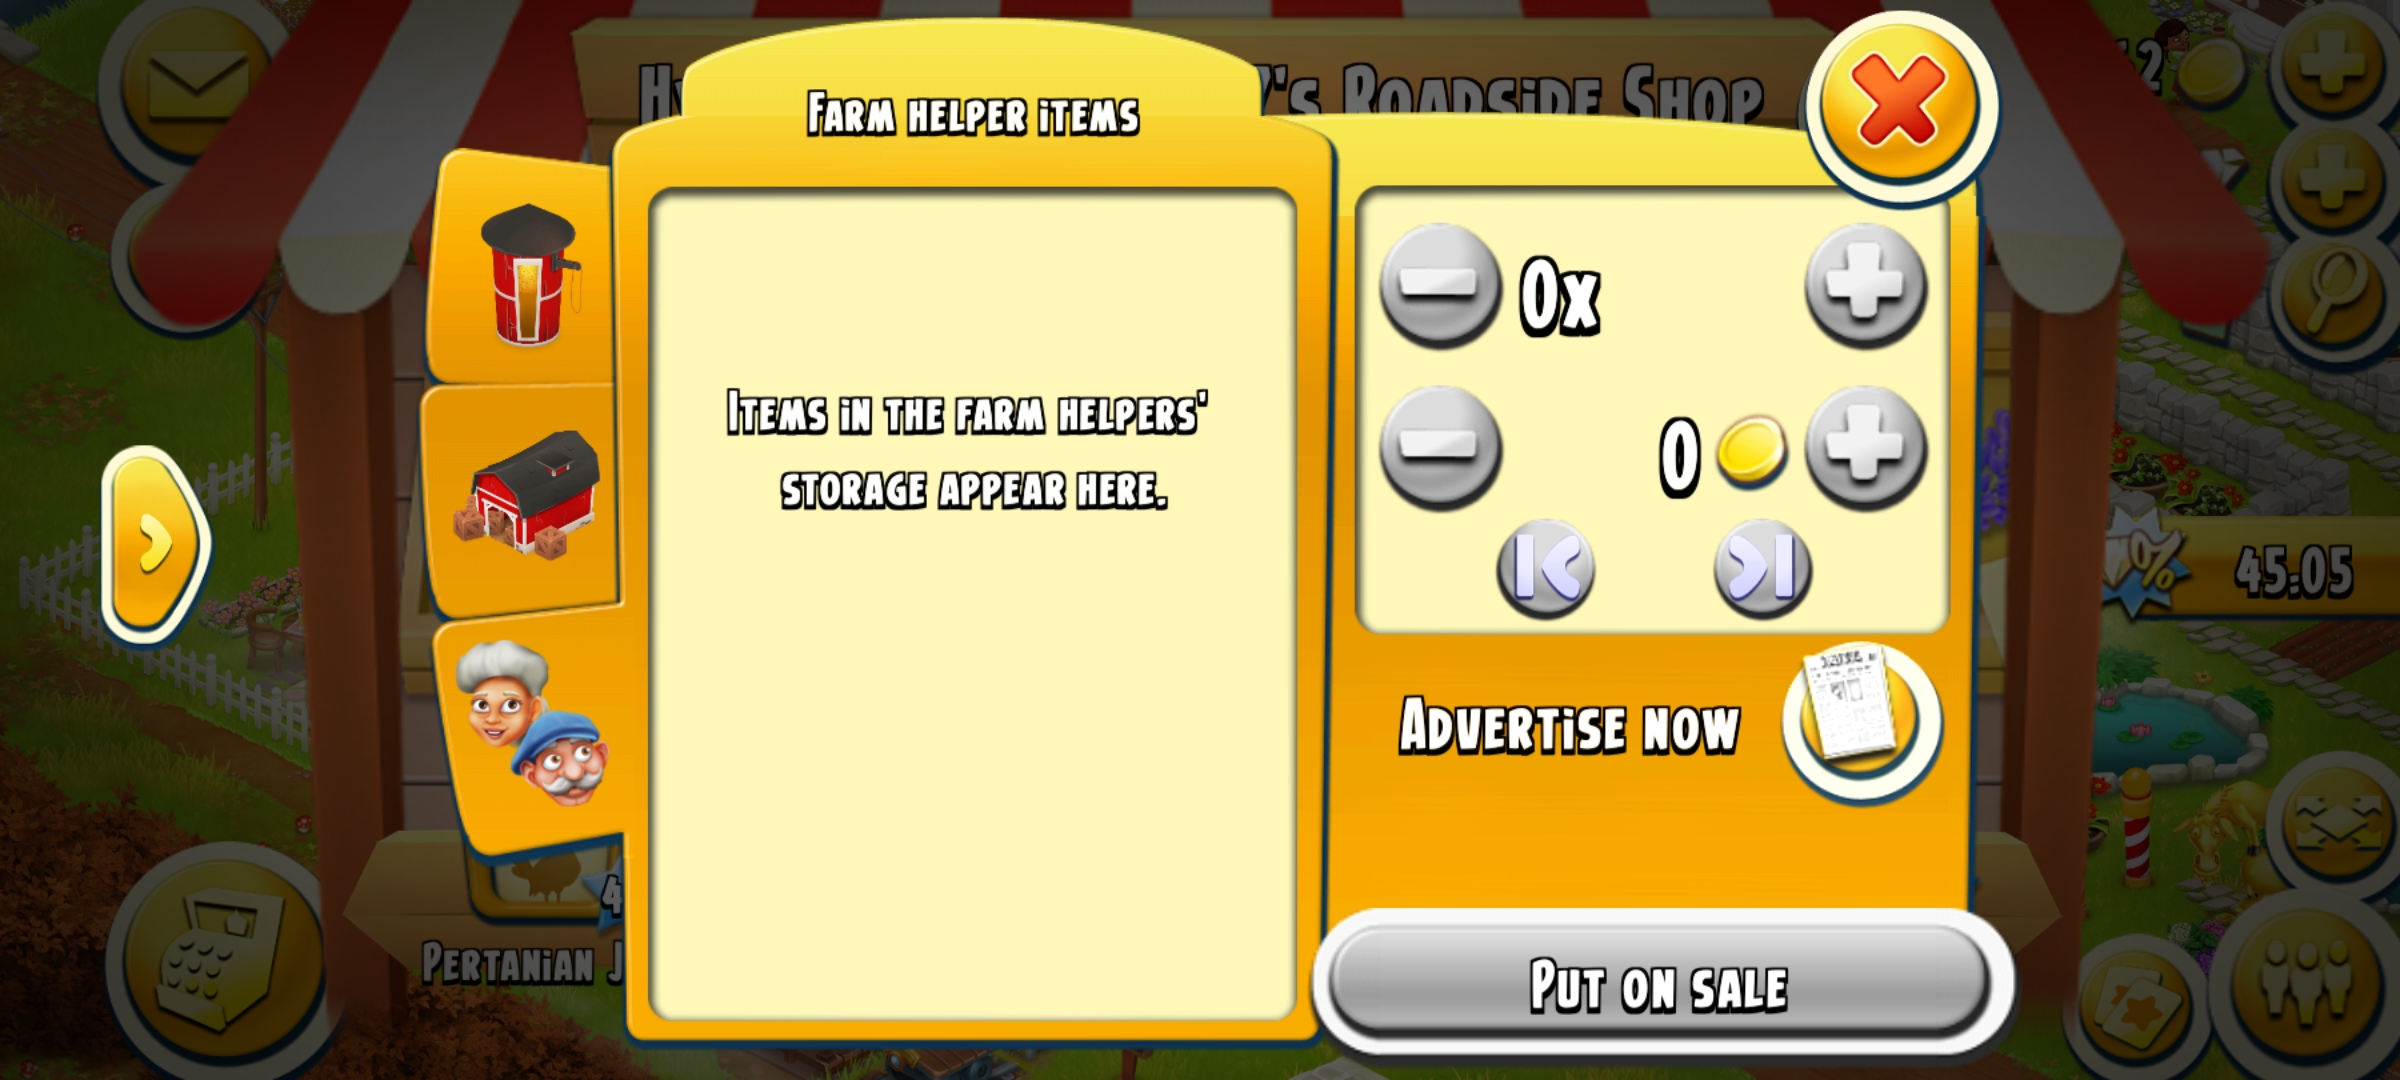 's Roadside Shop
Farm helper items
Items in the farm helpers'
storage appear here.
0x
0
Advertise now
Put on sale
45:05
Pertanian